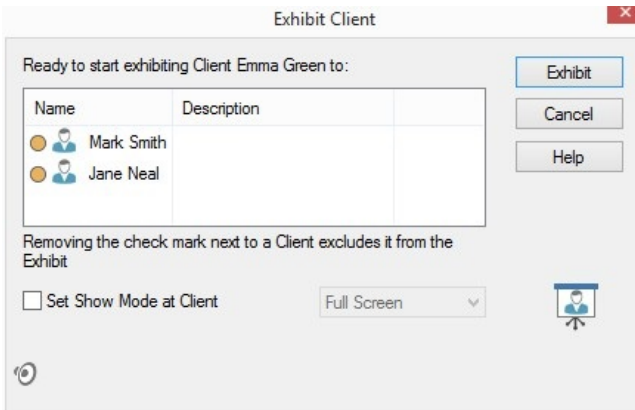 Exhibit Client
Ready to start exhibiting Client Emma Green to:
Exhibit
Name Description
Cancel
Mark Smith
Help
Jane Neal
Removing the check mark next to a Client excludes it from the
Exhibit
Set Show Mode at Client Full Screen